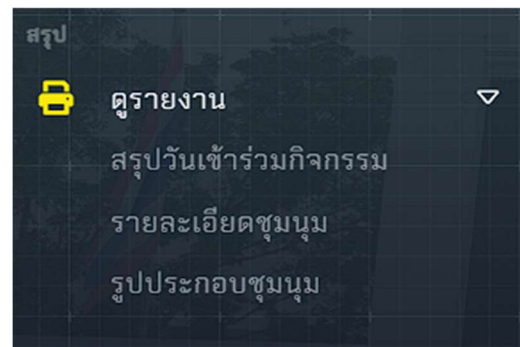 สรุป
ดูรายงาน
สรุปวันเข้าร่วมกิจกรรม
รายละเอียดชุมนุม
รูปประกอบชุมนุม